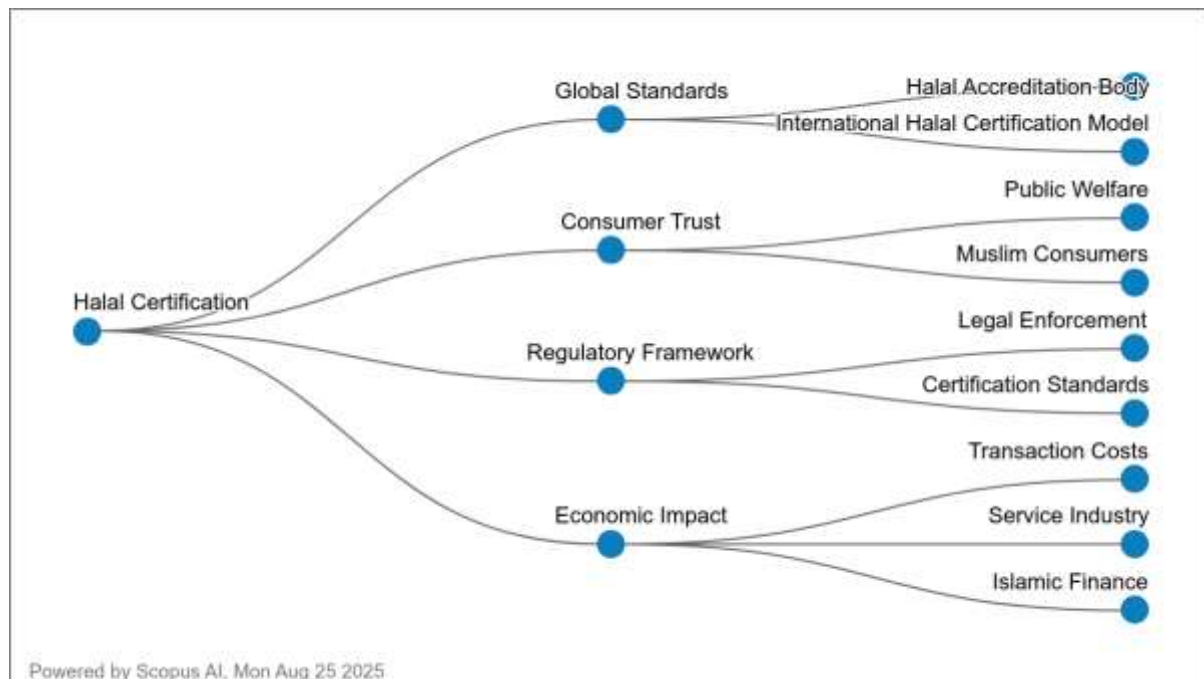 Halal Certification
Global Standards
Halal Accreditation Body
International Halal Certification Model
Consumer Trust
Public Welfare
Muslim Consumers
Regulatory Framework
Legal Enforcement
Certification Standards
Economic Impact
Transaction Costs
Service Industry
Islamic Finance
Powered by Scopus AI, Mon Aug 25 2025